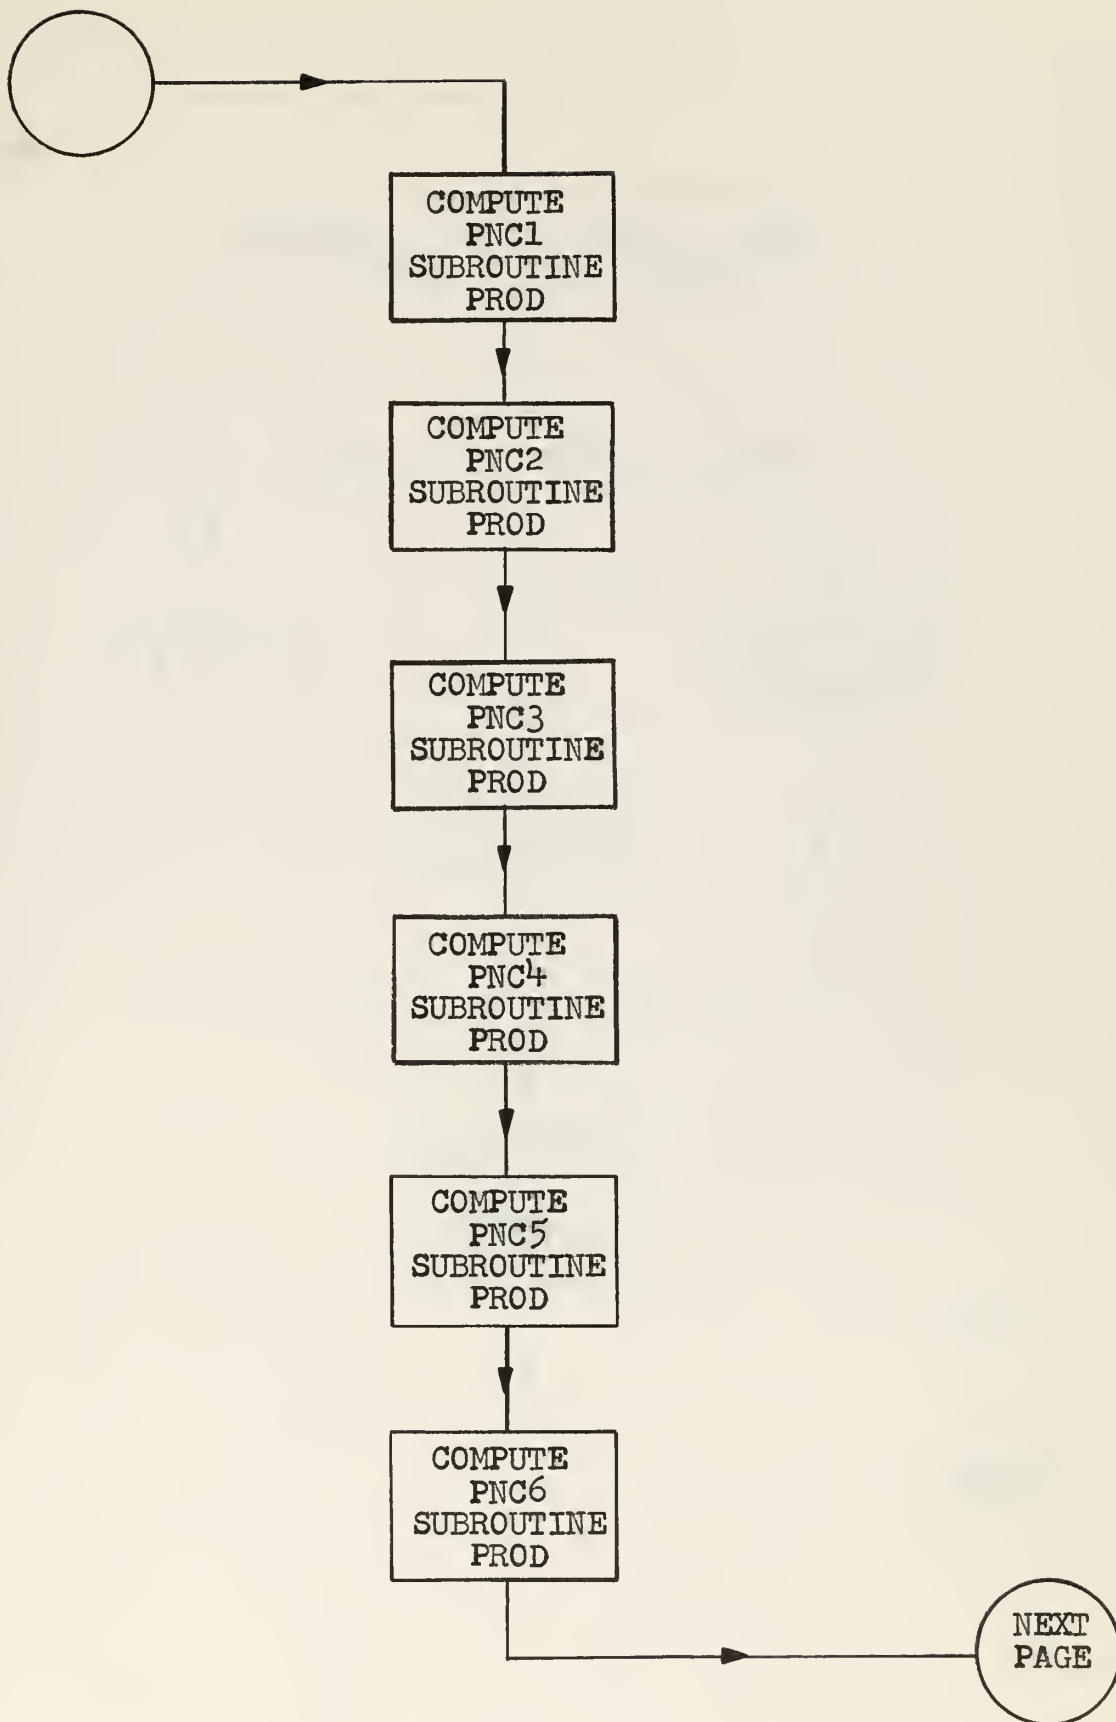 COMPUTE
PNC1
SUBROUTINE
PROD
COMPUTE
PNC2
SUBROUTINE
PROD
COMPUTE
PNC3
SUBROUTINE
PROD
COMPUTE
PNC4
SUBROUTINE
PROD
COMPUTE
PNC5
SUBROUTINE
PROD
COMPUTE
PNC6
SUBROUTINE
PROD
NEXT
PAGE